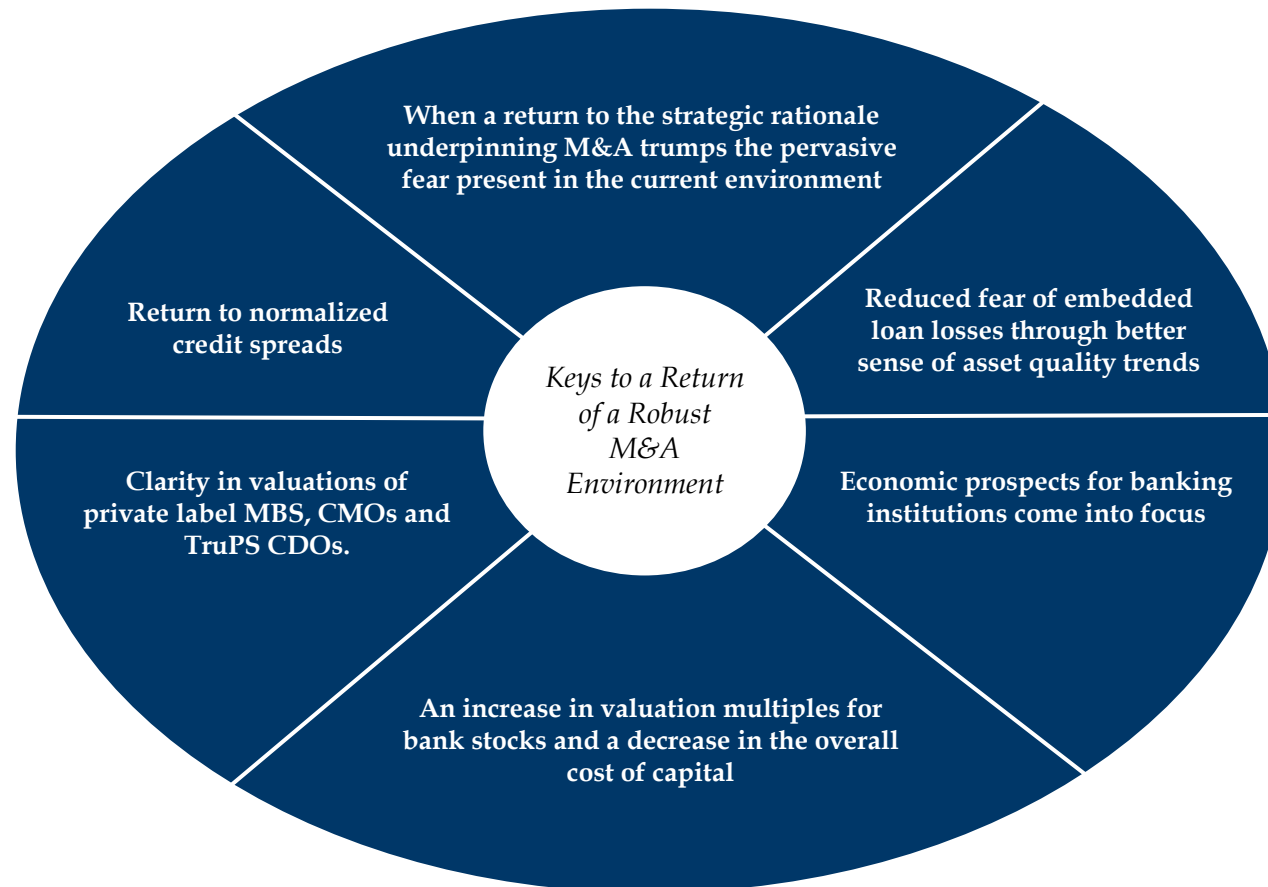 When a return to the strategic rationale
underpinning M&A trumps the pervasive
fear present in the current environment
Return to normalized
credit spreads
Reduced fear of embedded
loan losses through better
sense of asset quality trends
Keys to a Return
of a Robust
M&A
Environment
Clarity in valuations of
private label MBS, CMOs and
TruPS CDOs.
Economic prospects for banking
institutions come into focus
An increase in valuation multiples for
bank stocks and a decrease in the overall
cost of capital